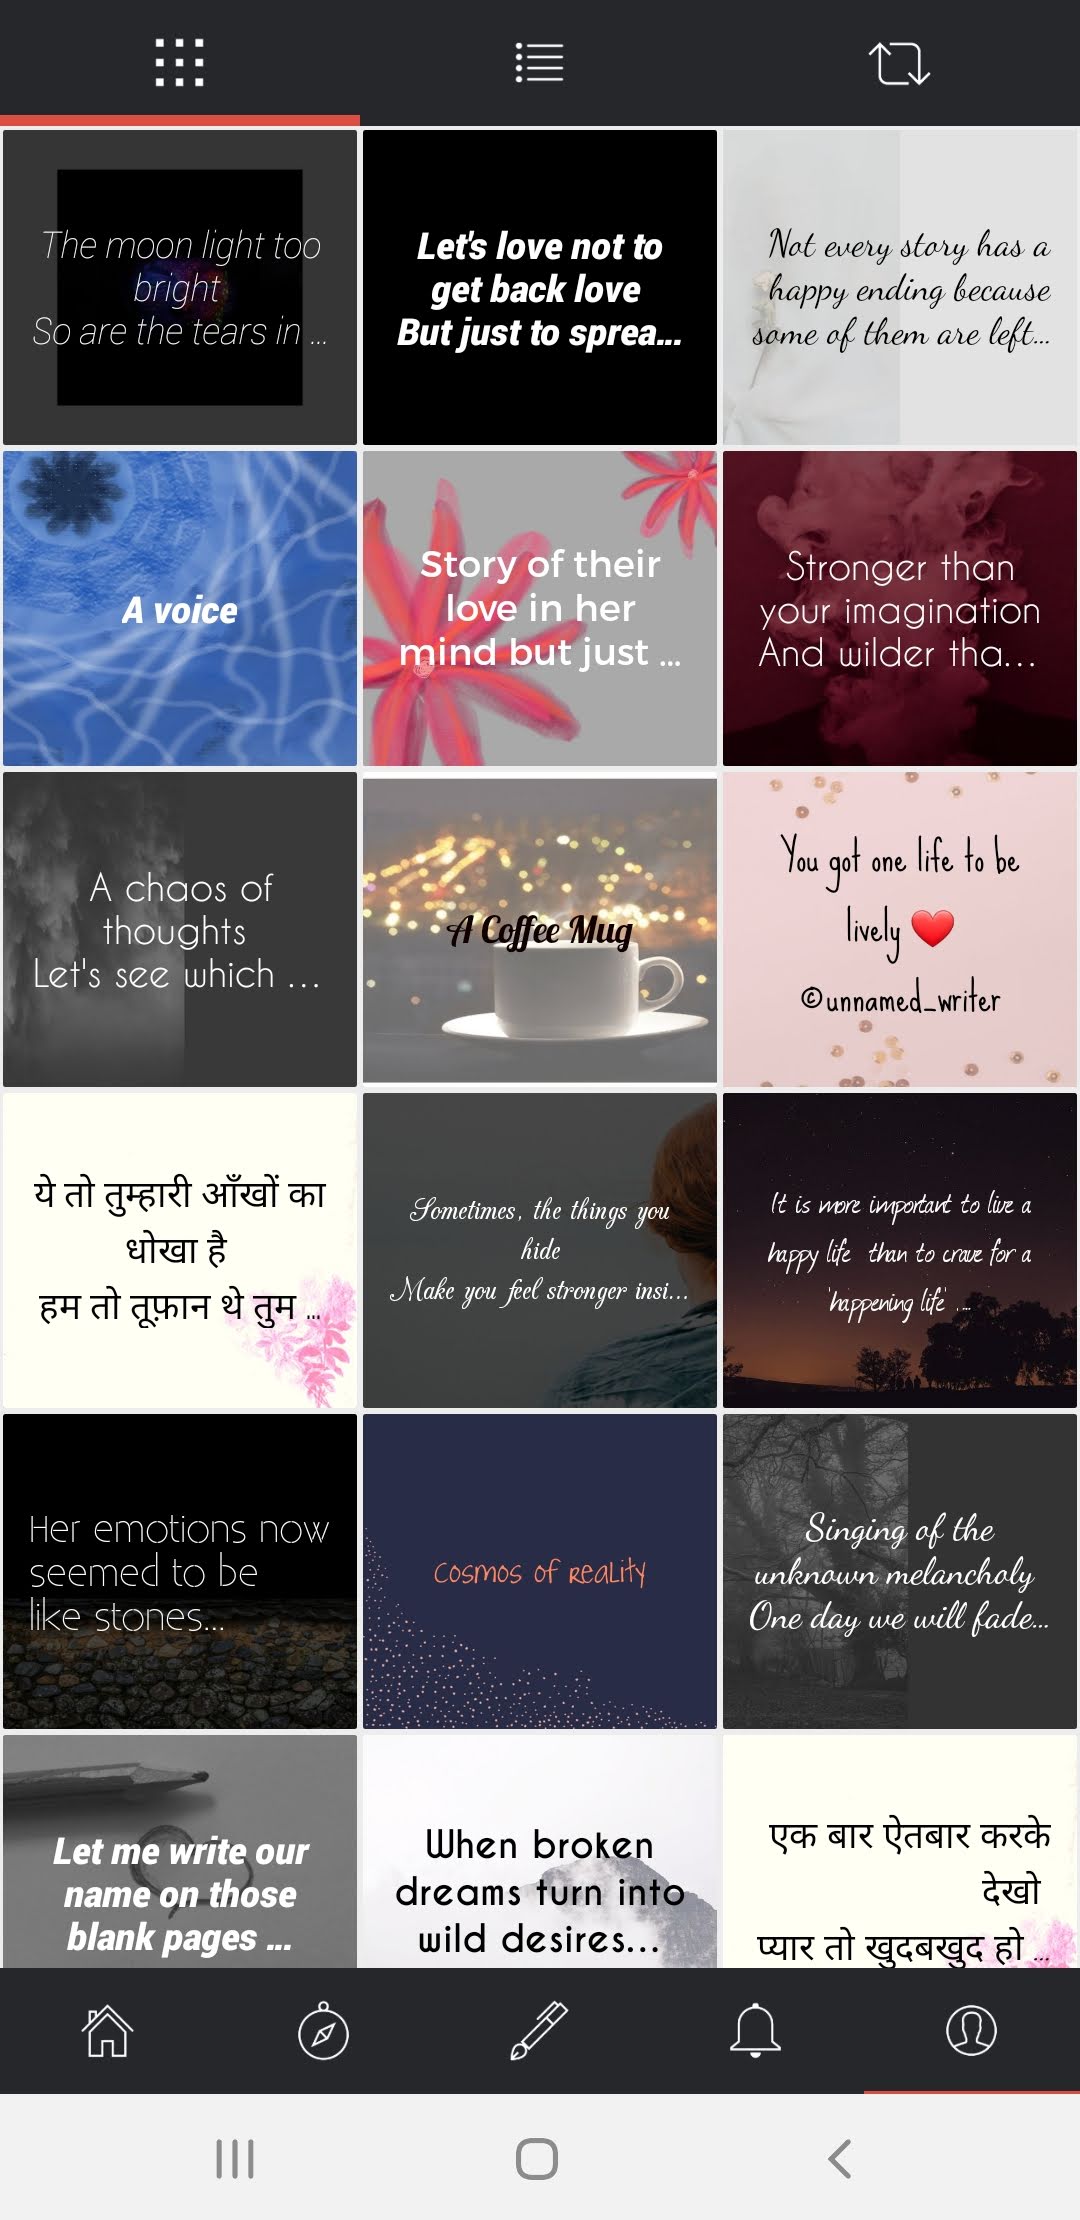 The moon light too
bright
So are the tears in ...
Let's love not to
get back love
But just to sprea...
Not every story has a
happy ending because
some of them are left...
A voice
Story of their
love in her
mind but just ...
Stronger than
your imagination
And wilder tha...
A chaos of
thoughts
Let's see which ...
A Coffee Mug
You got one life to be
lively ❤️
©unnamed_writer
ये तो तुम्हारी आँखों का
धोखा है
हम तो तूफ़ान थे तुम ...
Sometimes, the things you
hide
Make you feel stronger insi...
It is more important to live a
happy life than to crave for a
'happening life' ....
Her emotions now
seemed to be
like stones...
Cosmos of Reality
Singing of the
unknown melancholy
One day we will fade...
Let me write our
name on those
blank pages ...
When broken
dreams turn into
wild desires...
एक बार ऐतबार करके
देखो
प्यार तो खुदबखुद हो ...